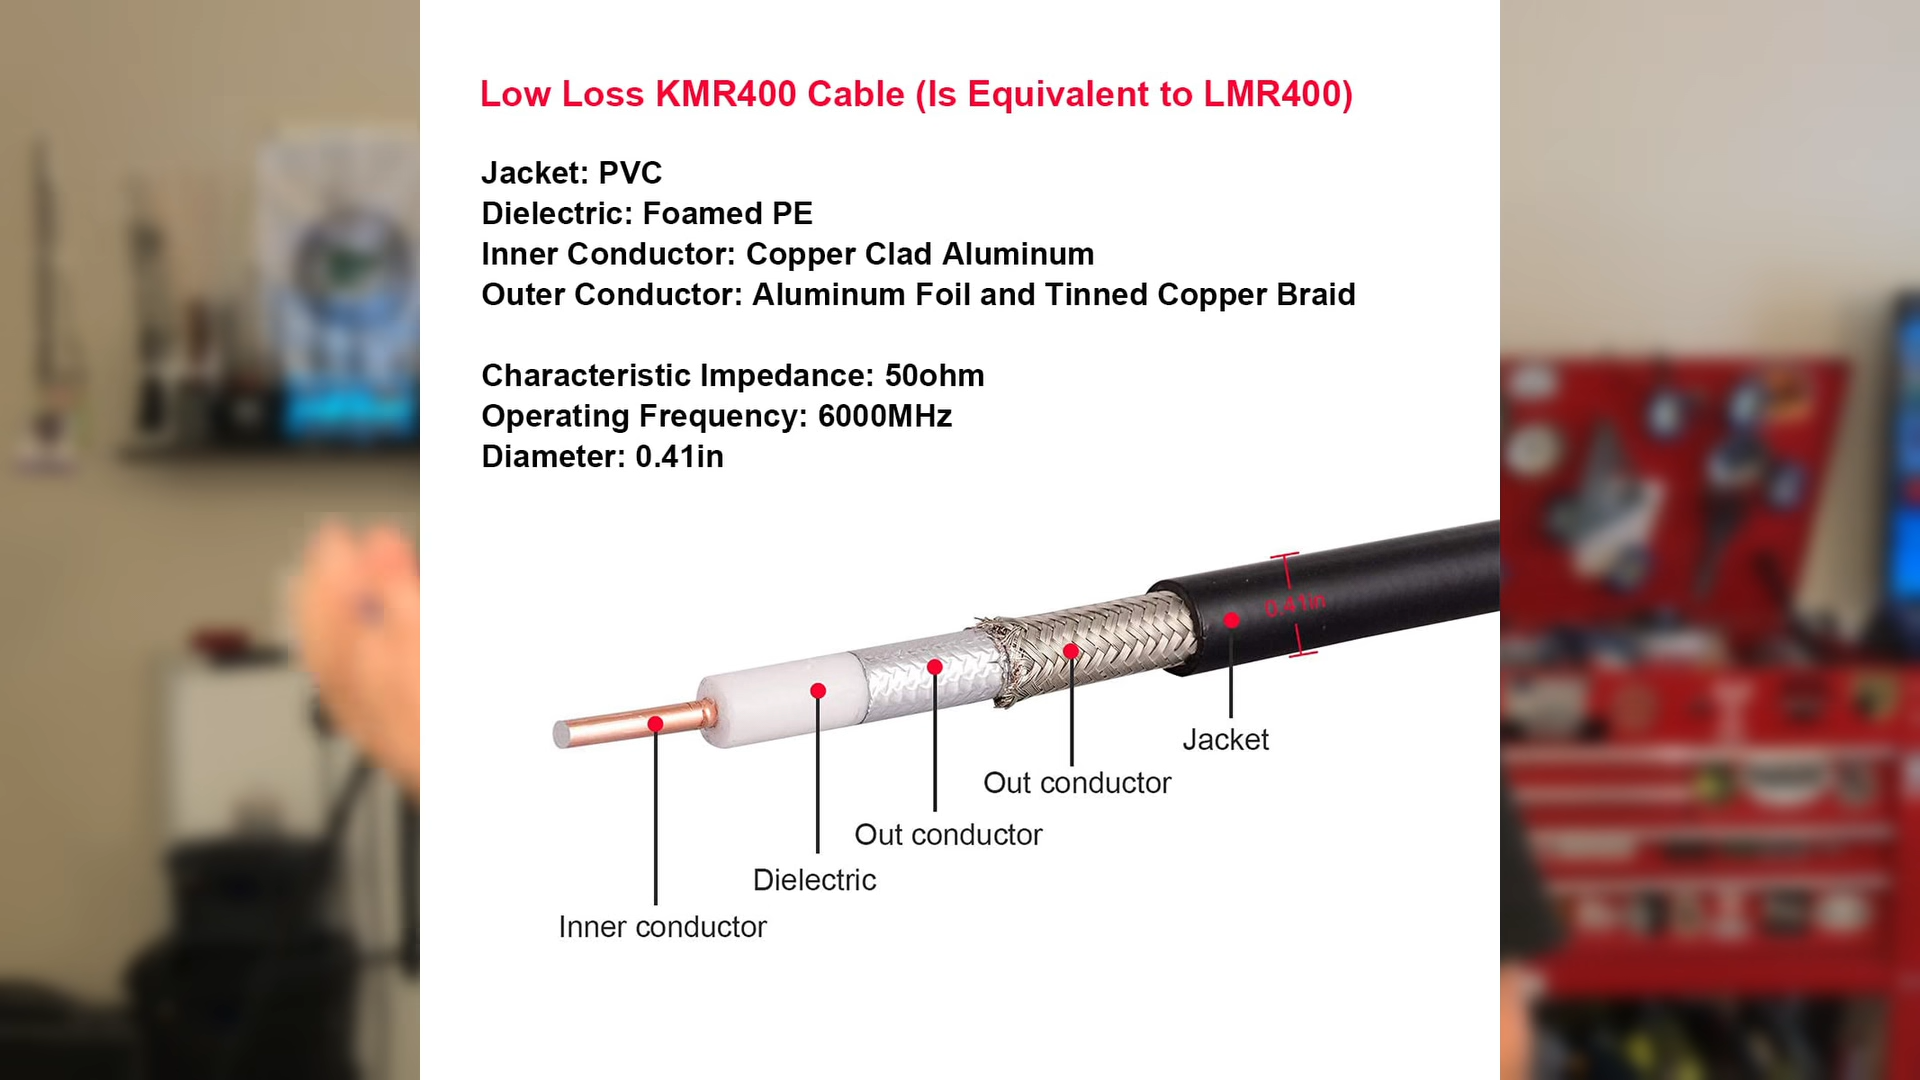 Low Loss KMR400 Cable (Is Equivalent to LMR400)
Jacket: PVC
Dielectric: Foamed PE
Inner Conductor: Copper Clad Aluminum
Outer Conductor: Aluminum Foil and Tinned Copper Braid
Characteristic Impedance: 50ohm
Operating Frequency: 6000MHz
Diameter: 0.41in
0.41in
Jacket
Out conductor
Out conductor
Dielectric
Inner conductor